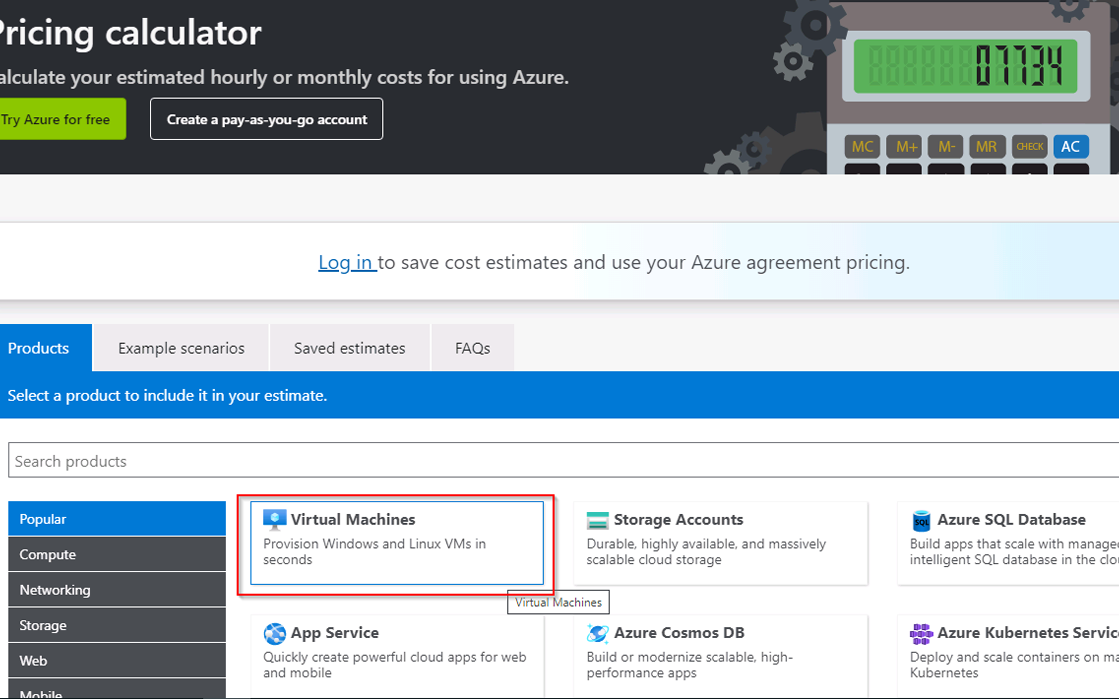 Pricing calculator
alculate your estimated hourly or monthly costs for using Azure.
Try Azure for free
Create a pay-as-you-go account
07734
MC M+ M- MR CHECK AC
Log in to save cost estimates and use your Azure agreement pricing.
Products
Example scenarios
Saved estimates
FAQs
Select a product to include it in your estimate.
Search products
Popular
Compute
Networking
Storage
Web
Mobile
Virtual Machines
Provision Windows and Linux VMs in
seconds
Storage Accounts
Durable, highly available, and massively
scalable cloud storage
SQL
Azure SQL Database
Build apps that scale with manage
intelligent SQL database in the clo
Virtual Machines
App Service
Quickly create powerful cloud apps for web
and mobile
Azure Cosmos DB
Build or modernize scalable, high-
performance apps
Azure Kubernetes Servic
Deploy and scale containers on ma
Kubernetes